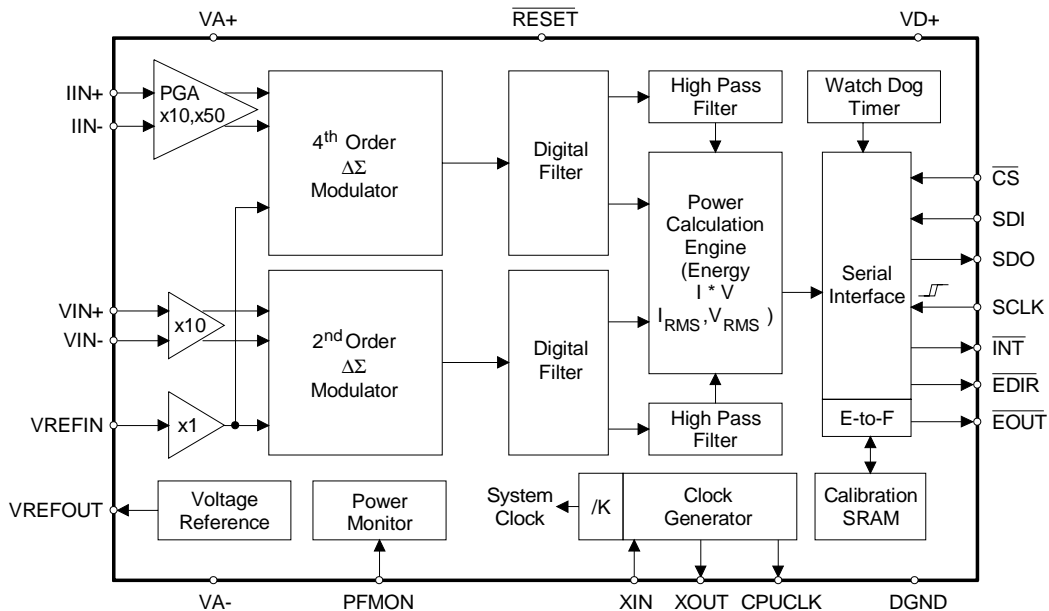 VA+
RESET
VD+
IIN+
IIN-
PGA
x10,x50
4th Order
ΔΣ
Modulator
Digital
Filter
High Pass
Filter
Watch Dog
Timer
Power
Calculation
Engine
(Energy
I * V
IRMS,VRMS )
Serial
Interface
CS
SDI
SDO
SCLK
INT
EDIR
EOUT
VIN+
VIN-
x10
2nd Order
ΔΣ
Modulator
Digital
Filter
VREFIN
x1
High Pass
Filter
E-to-F
VREFOUT
Voltage
Reference
Power
Monitor
System
Clock
/K
Clock
Generator
Calibration
SRAM
VA-
PFMON
XIN
XOUT
CPUCLK
DGND